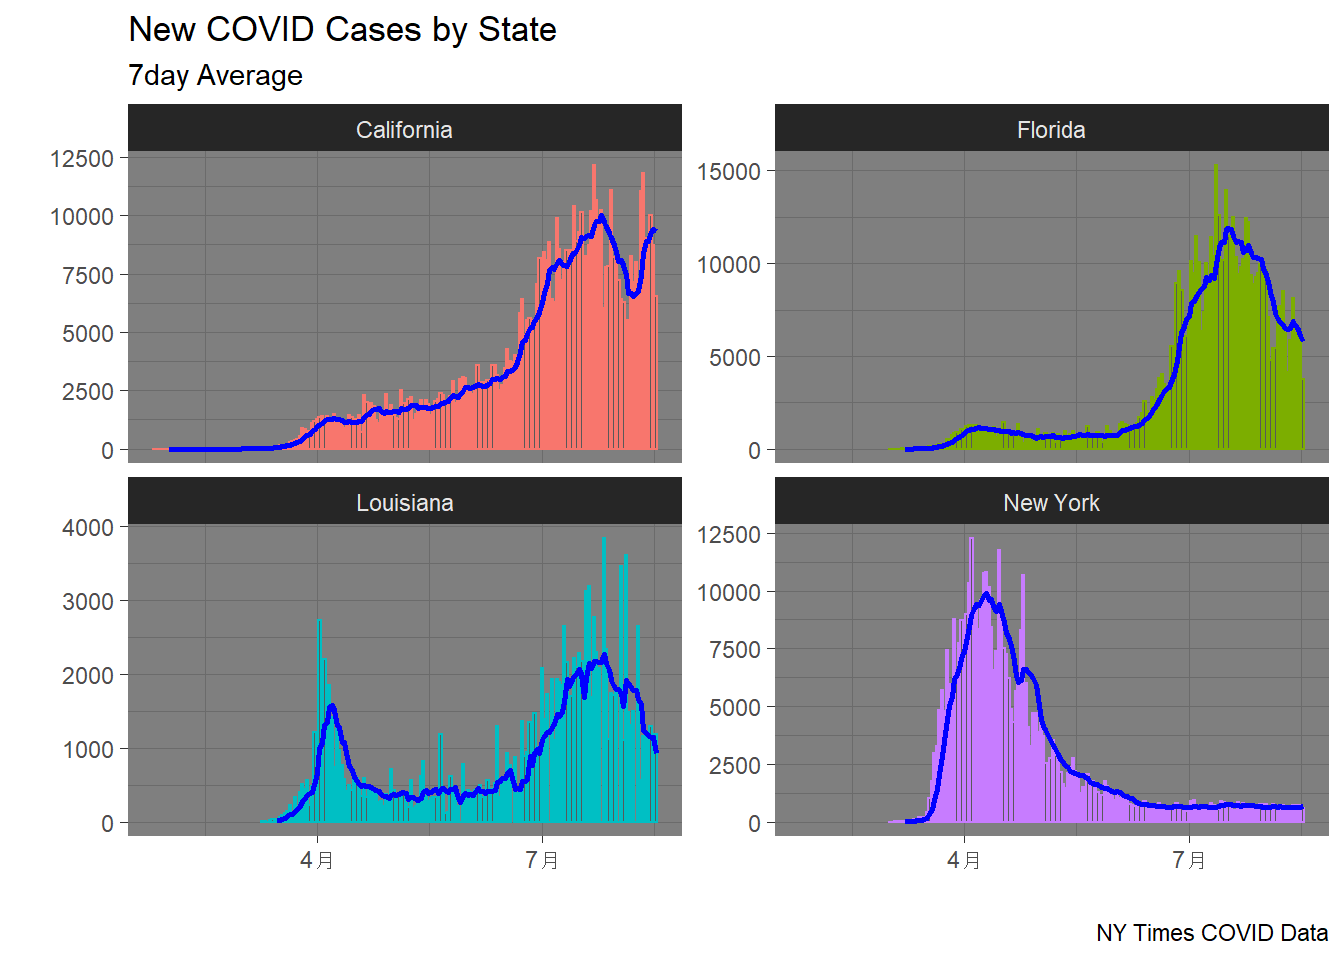 New COVID Cases by State
7day Average
California
Florida
12500
10000
7500
5000
2500
0
15000
10000
5000
0
Louisiana
New York
4000
3000
2000
1000
0
12500
10000
7500
5000
2500
0
4月
7月
4月
7月
NY Times COVID Data